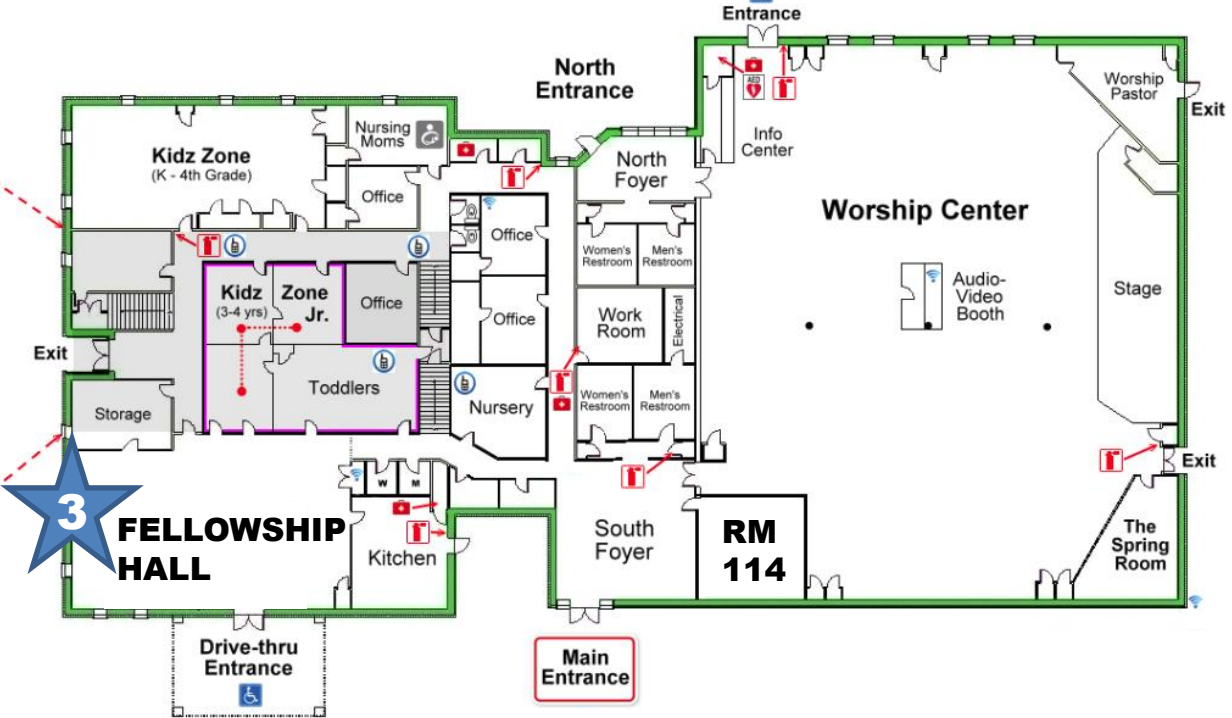 Entrance
North
Entrance
Worship
Pastor
Exit
AED
Info
Center
Nursing
Moms
Kidz Zone
(K - 4th Grade)
North
Foyer
Office
Worship Center
Office
Women's
Restroom
Men's
Restroom
Kidz
(3-4 yrs)
Zone
Jr.
Office
Office
Work
Room
Electrical
Audio-
Video
Booth
Stage
Exit
Toddlers
Storage
Nursery
Women's
Restroom
Men's
Restroom
Exit
W
M
3
FELLOWSHIP
HALL
Kitchen
South
Foyer
RM
114
The
Spring
Room
Drive-thru
Entrance
Main
Entrance